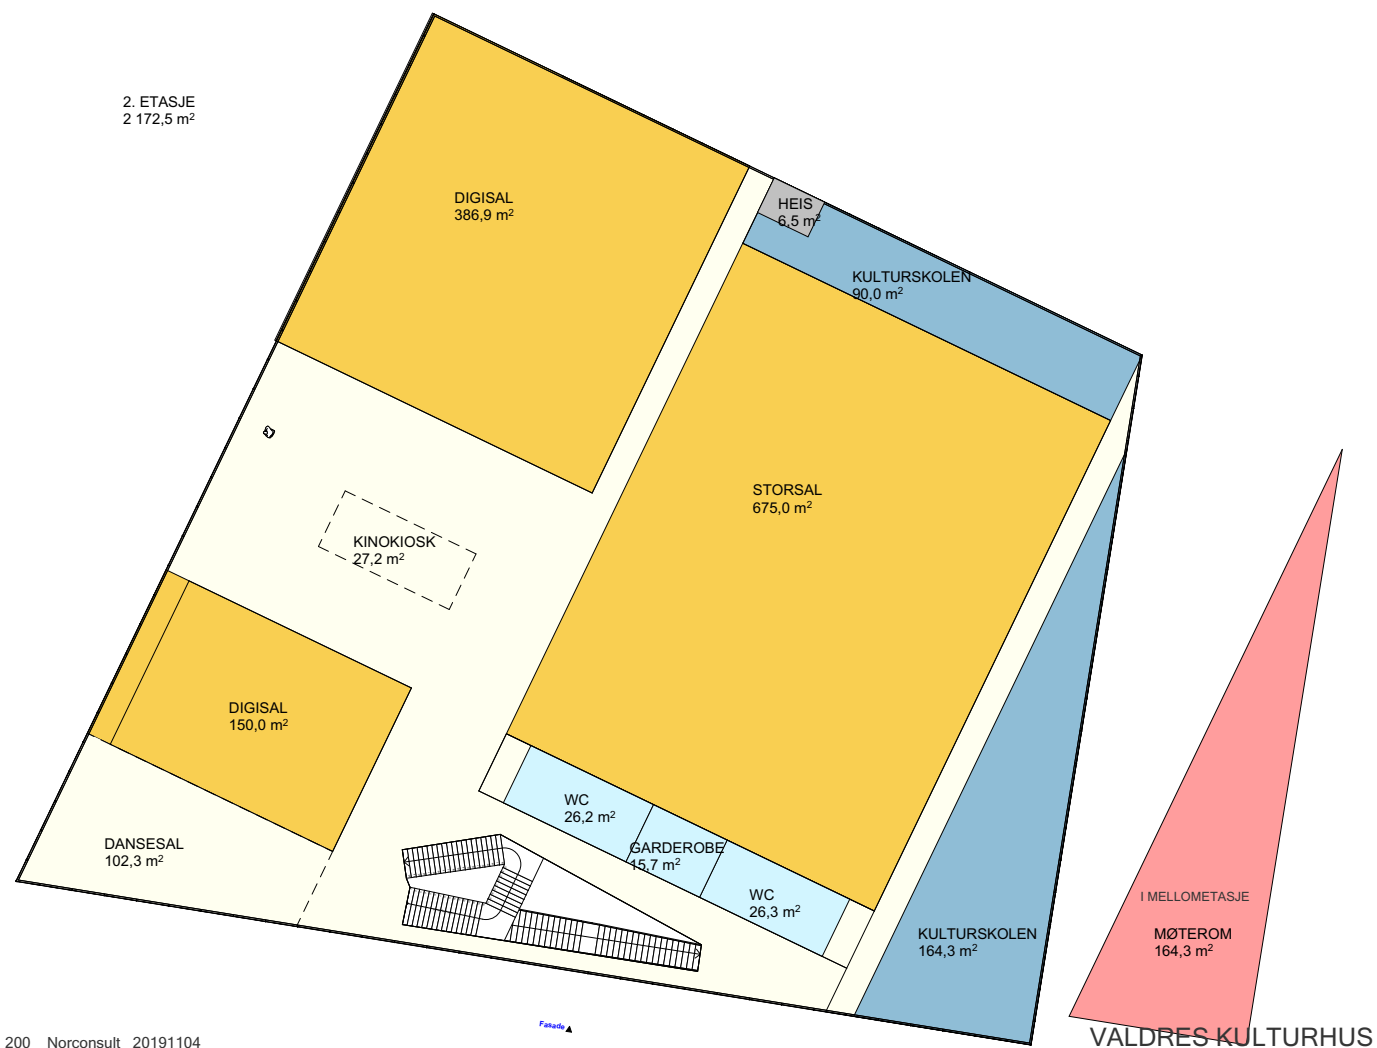 2. ETASJE
2 172,5 m²
DIGISAL
386,9 m²
HEIS
6,5 m²
KULTURSKOLEN
90,0 m²
STORSAL
675,0 m²
KINOKIOSK
27,2 m²
DIGISAL
150,0 m²
WC
26,2 m²
GARDEROBE
15,7 m²
WC
26,3 m²
DANSESAL
102,3 m²
KULTURSKOLEN
164,3 m²
I MELLOMETASJE
MØTEROM
164,3 m²
Fasade
VALDRES KULTURHUS
200 Norconsult 20191104